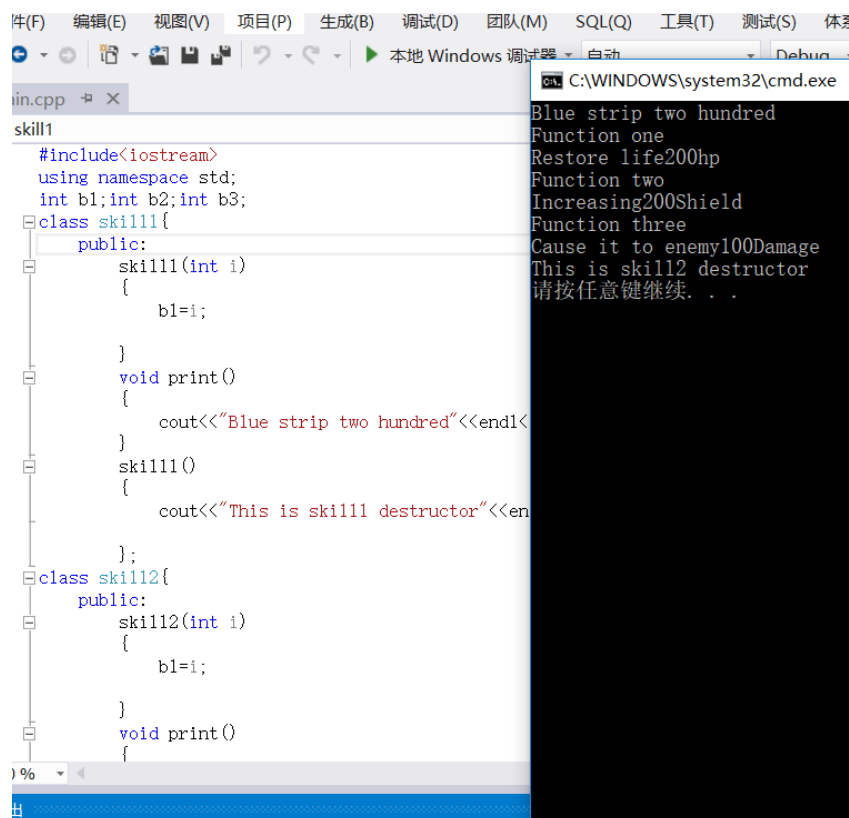 件(F) 编辑(E) 视图(V) 项目(P) 生成(B) 调试(D) 团队(M) SQL(Q) 工具(T) 测试(S) 体系
本地 Windows 调试器 自动 Debug
C:\WINDOWS\system32\cmd.exe
in.cpp
skill1
#include<iostream>
using namespace std;
int b1;int b2;int b3;
class skill1{
public:
skill1(int i)
{
b1=i;
}
void print()
{
cout<<"Blue strip two hundred"<<endl<
}
skill1()
{
cout<<"This is skill1 destructor"<<en
};
class skill2{
public:
skill2(int i)
{
b1=i;
}
void print()
{
0 %
出
Blue strip two hundred
Function one
Restore life200hp
Function two
Increasing200Shield
Function three
Cause it to enemy100Damage
This is skill2 destructor
请按任意键继续. . .